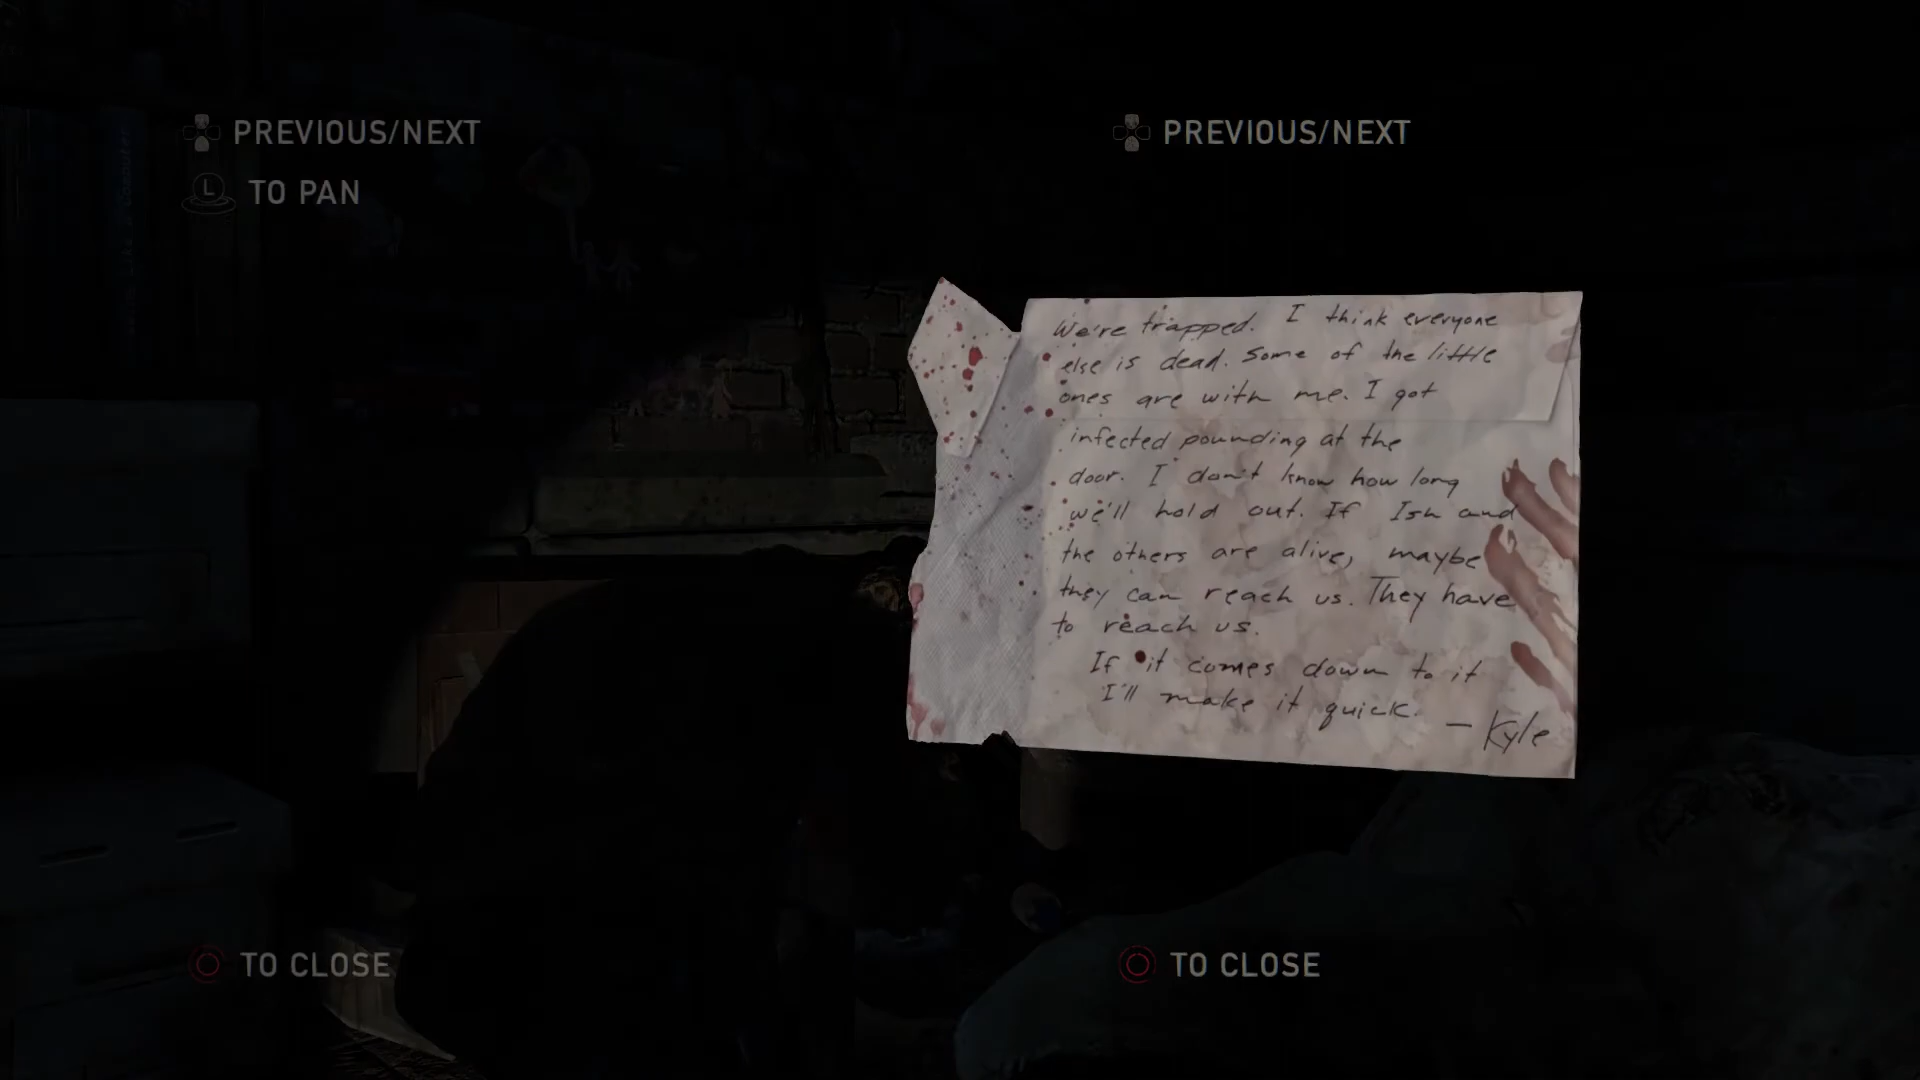 PREVIOUS/NEXT
PREVIOUS/NEXT
L TO PAN
We're trapped. I think everyone
else is dead. Some of the little
ones are with me. I got
infected pounding at the
door. I don't know how long
we'll hold out. If Ish and
the others are alive, maybe
they can reach us. They have
to reach us.
If it comes down to it
I'll make it quick.
— Kyle
TO CLOSE
TO CLOSE